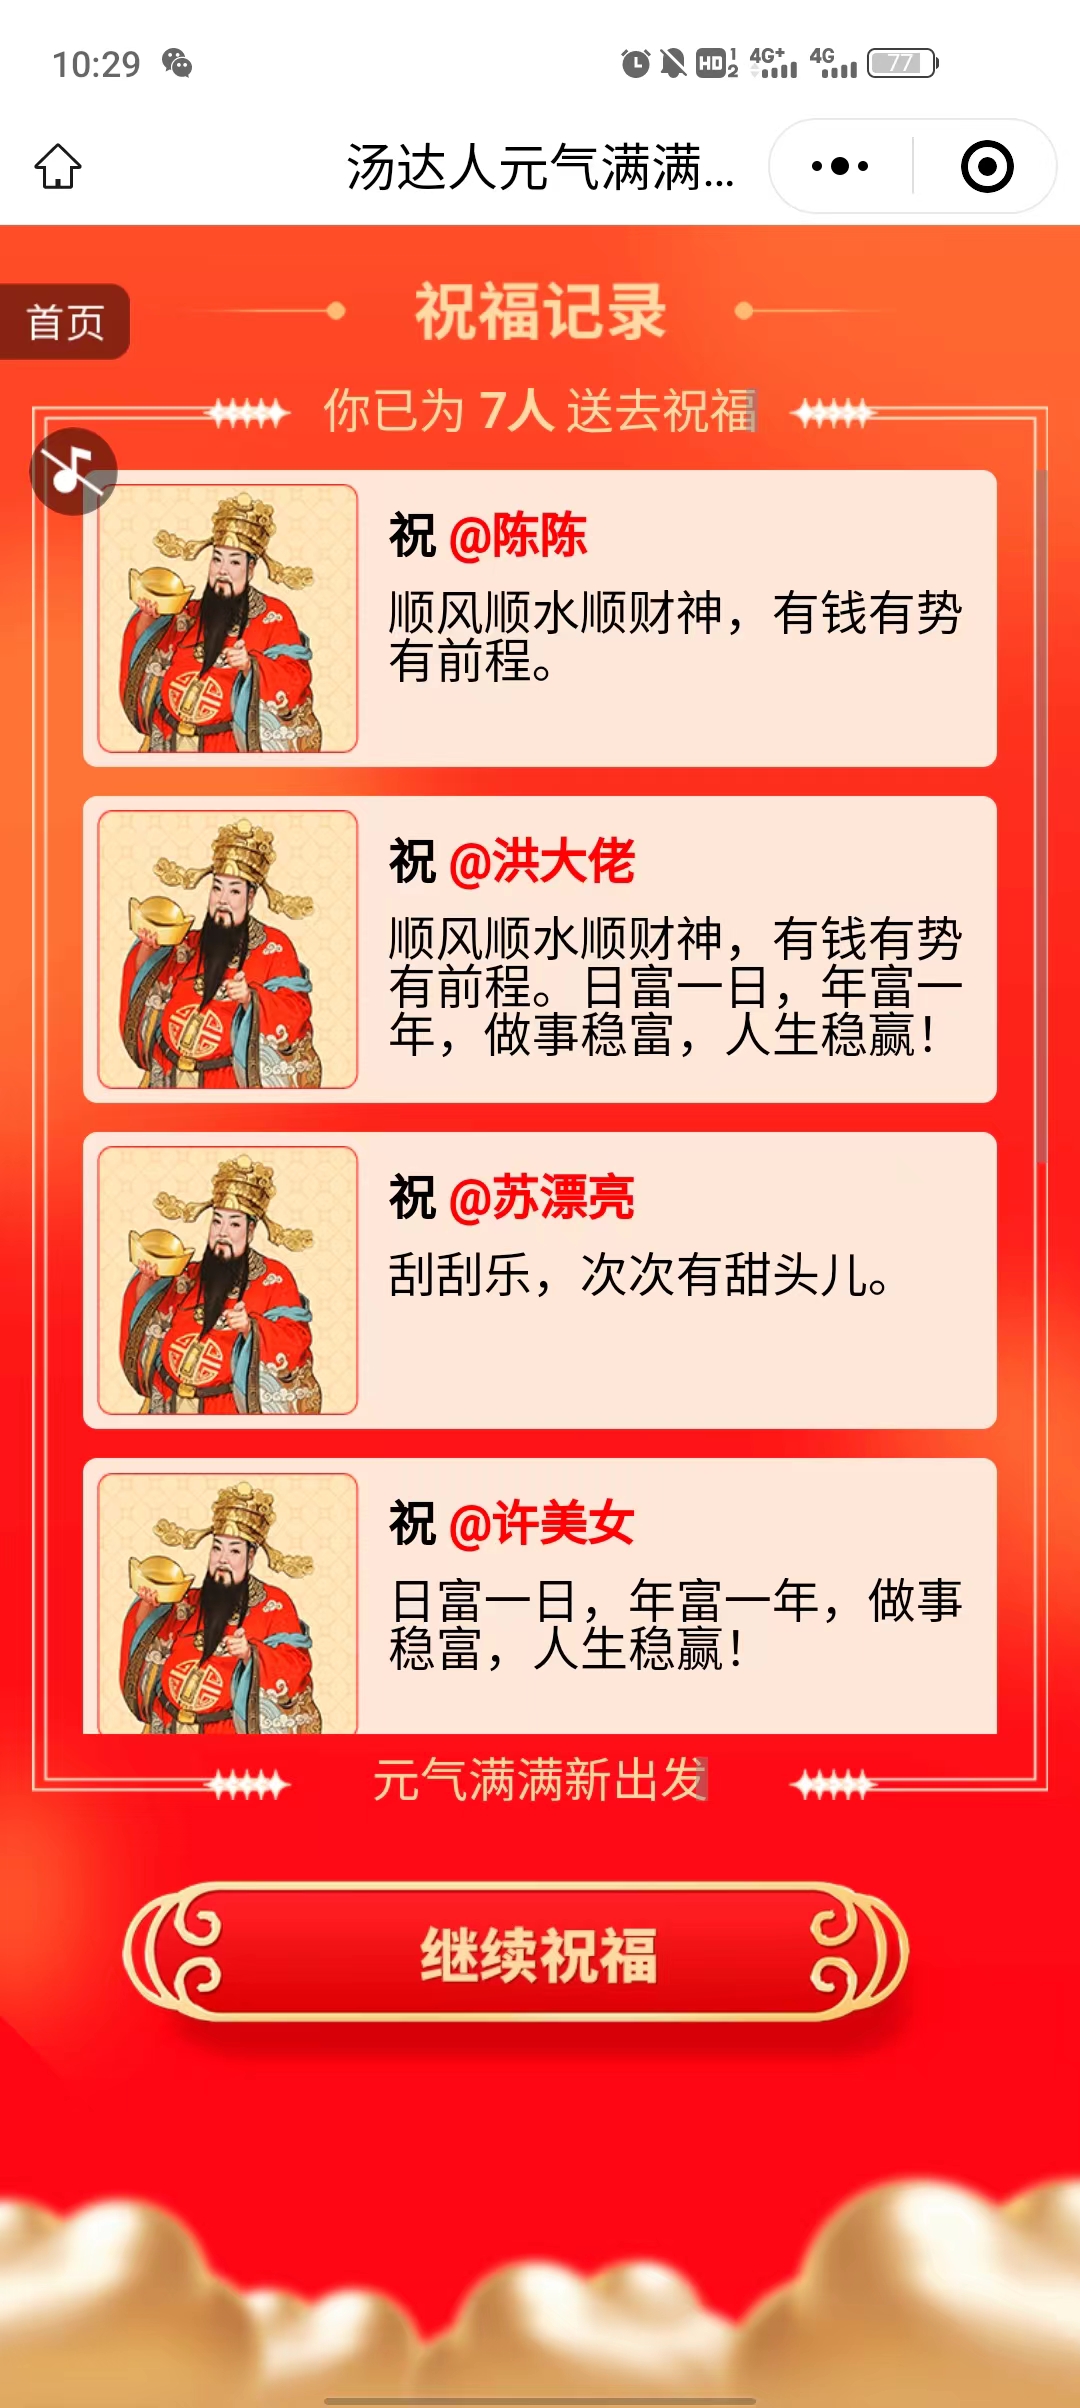 10:29
HD 1 2 4G+ 4G 77
汤达人元气满满...
首页
祝福记录
你已为 7人 送去祝福
祝 @陈陈
顺风顺水顺财神，有钱有势
有前程。
祝 @洪大佬
顺风顺水顺财神，有钱有势
有前程。日富一日，年富一
年，做事稳富，人生稳赢！
祝 @苏漂亮
刮刮乐，次次有甜头儿。
祝 @许美女
日富一日，年富一年，做事
稳富，人生稳赢！
元气满满新出发
继续祝福